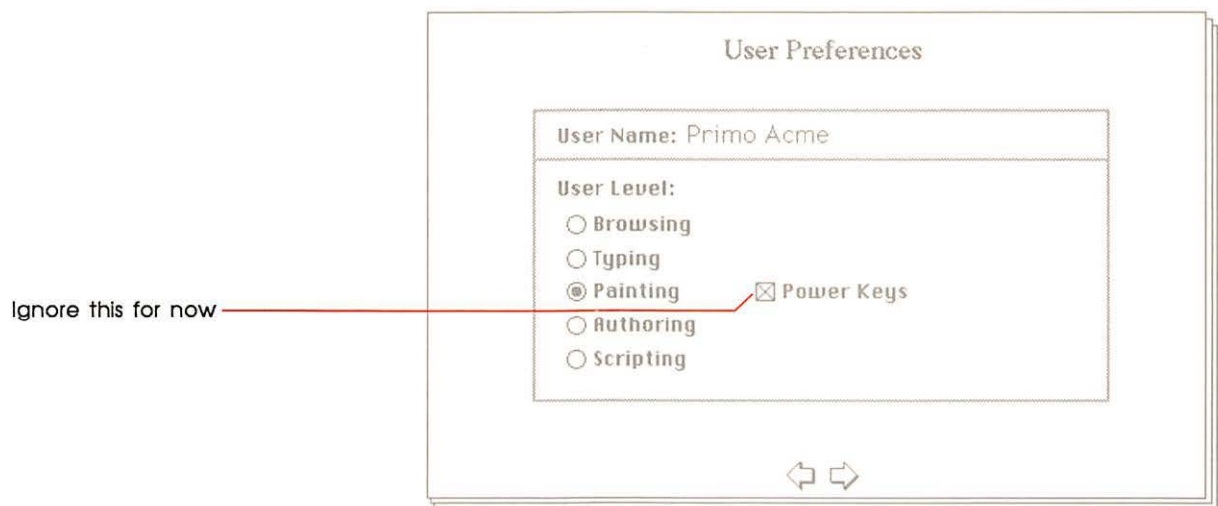 User Preferences
User Name: Primo Acme
User Level:
Browsing
Typing
Ignore this for now
Painting
Power Keys
Authoring
Scripting